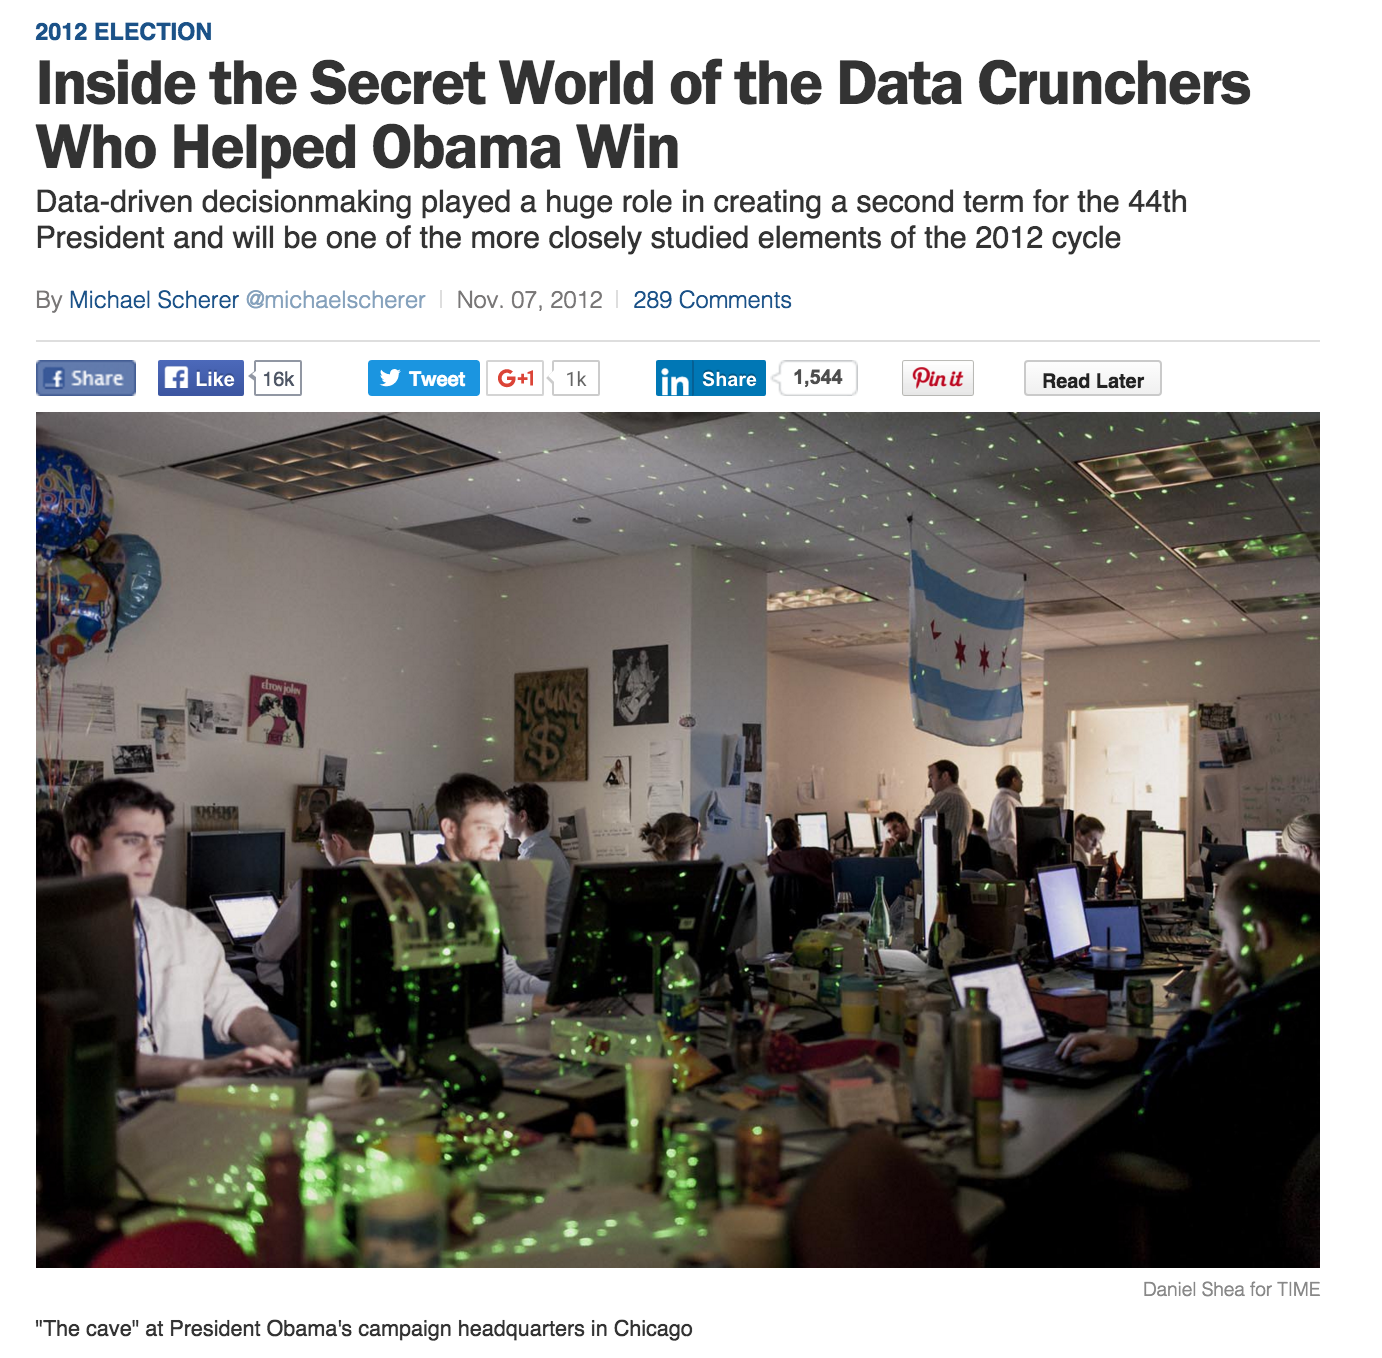 2012 ELECTION
Inside the Secret World of the Data Crunchers
Who Helped Obama Win
Data-driven decisionmaking played a huge role in creating a second term for the 44th
President and will be one of the more closely studied elements of the 2012 cycle
By Michael Scherer @michaelscherer | Nov. 07, 2012 | 289 Comments
Share Like 16k Tweet G+1 1k in Share 1,544 Pin it Read Later
elton john
YOUNG
$
Daniel Shea for TIME
"The cave" at President Obama's campaign headquarters in Chicago